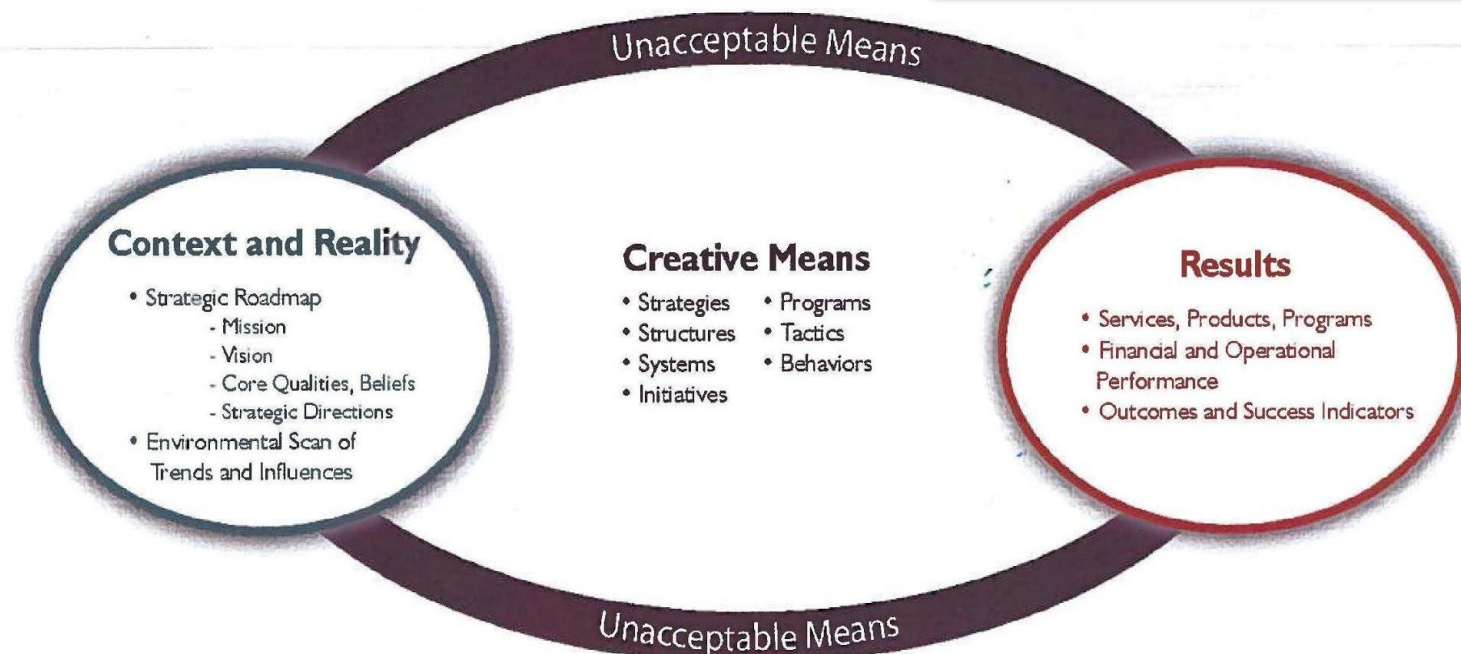 Unacceptable Means
Context and Reality
• Strategic Roadmap
- Mission
- Vision
- Core Qualities, Beliefs
- Strategic Directions
• Environmental Scan of
Trends and Influences
Creative Means
• Strategies
• Structures
• Systems
• Initiatives
• Programs
• Tactics
• Behaviors
Results
• Services, Products, Programs
• Financial and Operational
Performance
• Outcomes and Success Indicators
Unacceptable Means